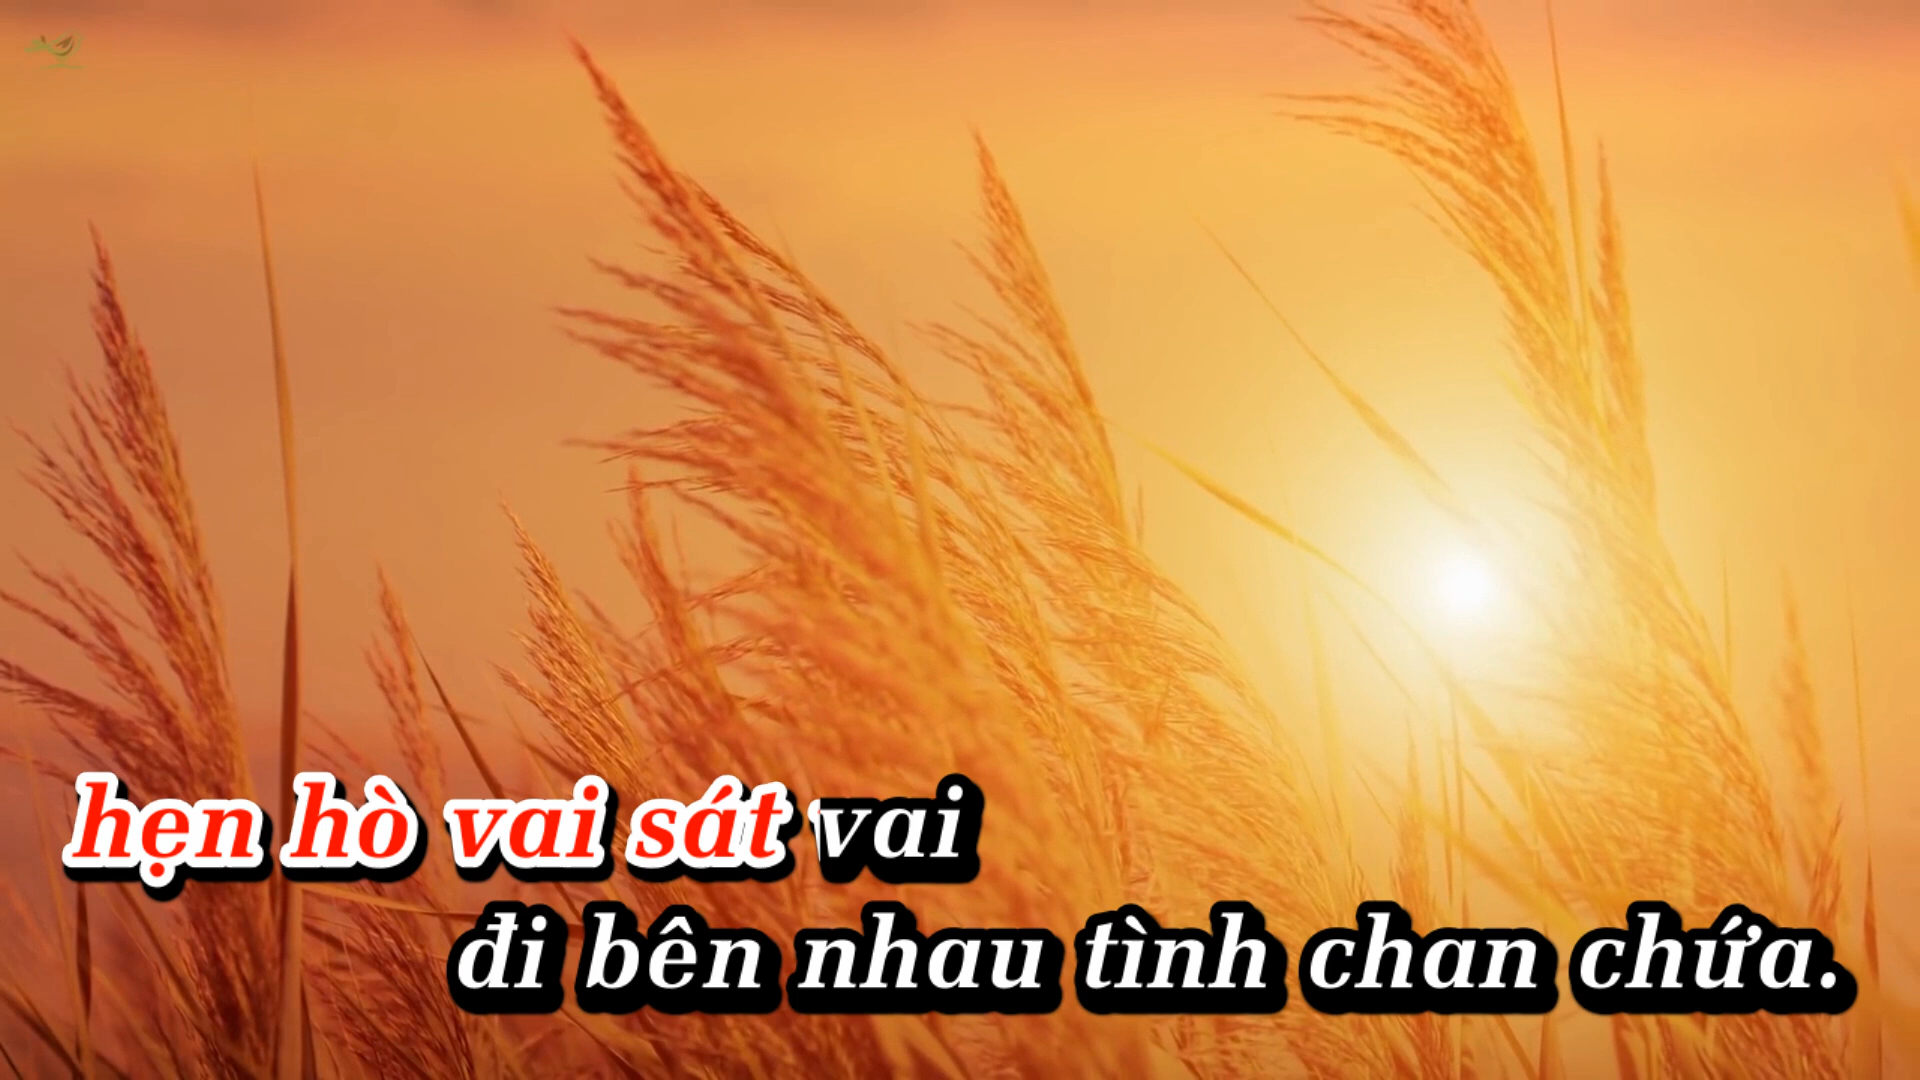 hẹn hò vai sát vai
đi bên nhau tình chan chứa.